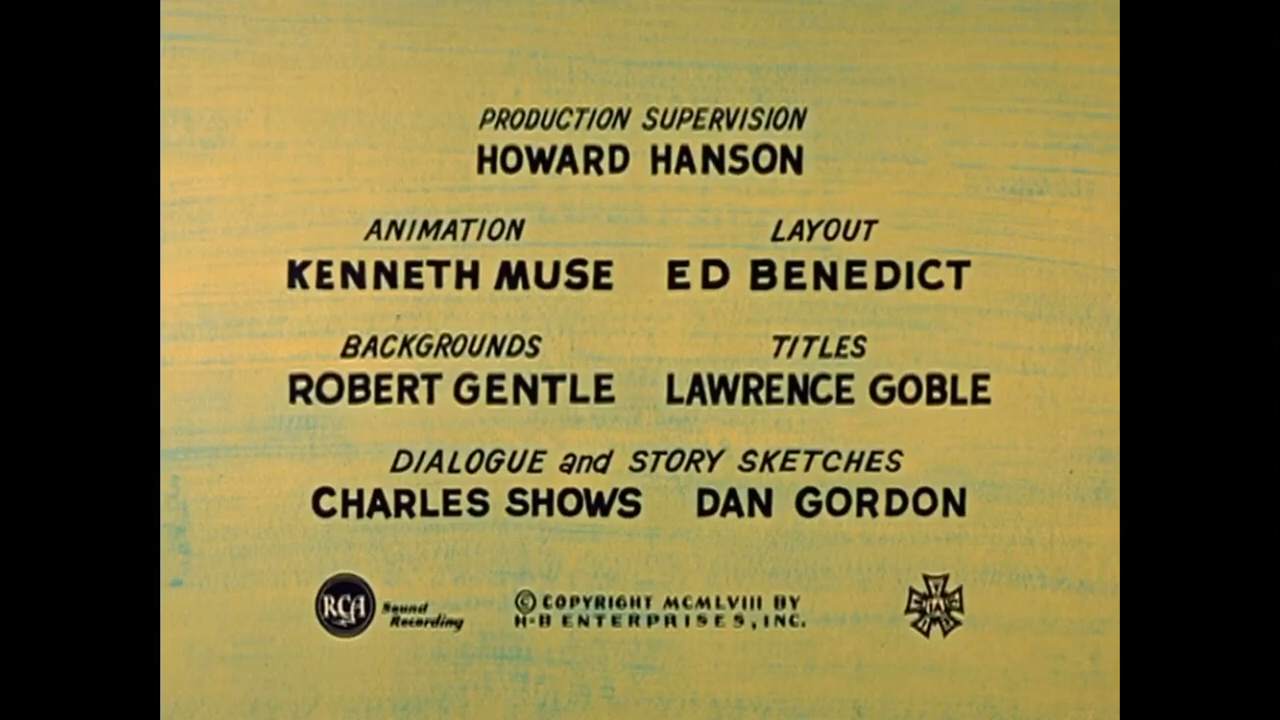 PRODUCTION SUPERVISION
HOWARD HANSON
ANIMATION LAYOUT
KENNETH MUSE ED BENEDICT
BACKGROUNDS TITLES
ROBERT GENTLE LAWRENCE GOBLE
DIALOGUE and STORY SKETCHES
CHARLES SHOWS DAN GORDON
RCA Sound Recording
© COPYRIGHT MCMLVIII BY
H-B ENTERPRISES, INC.
IA